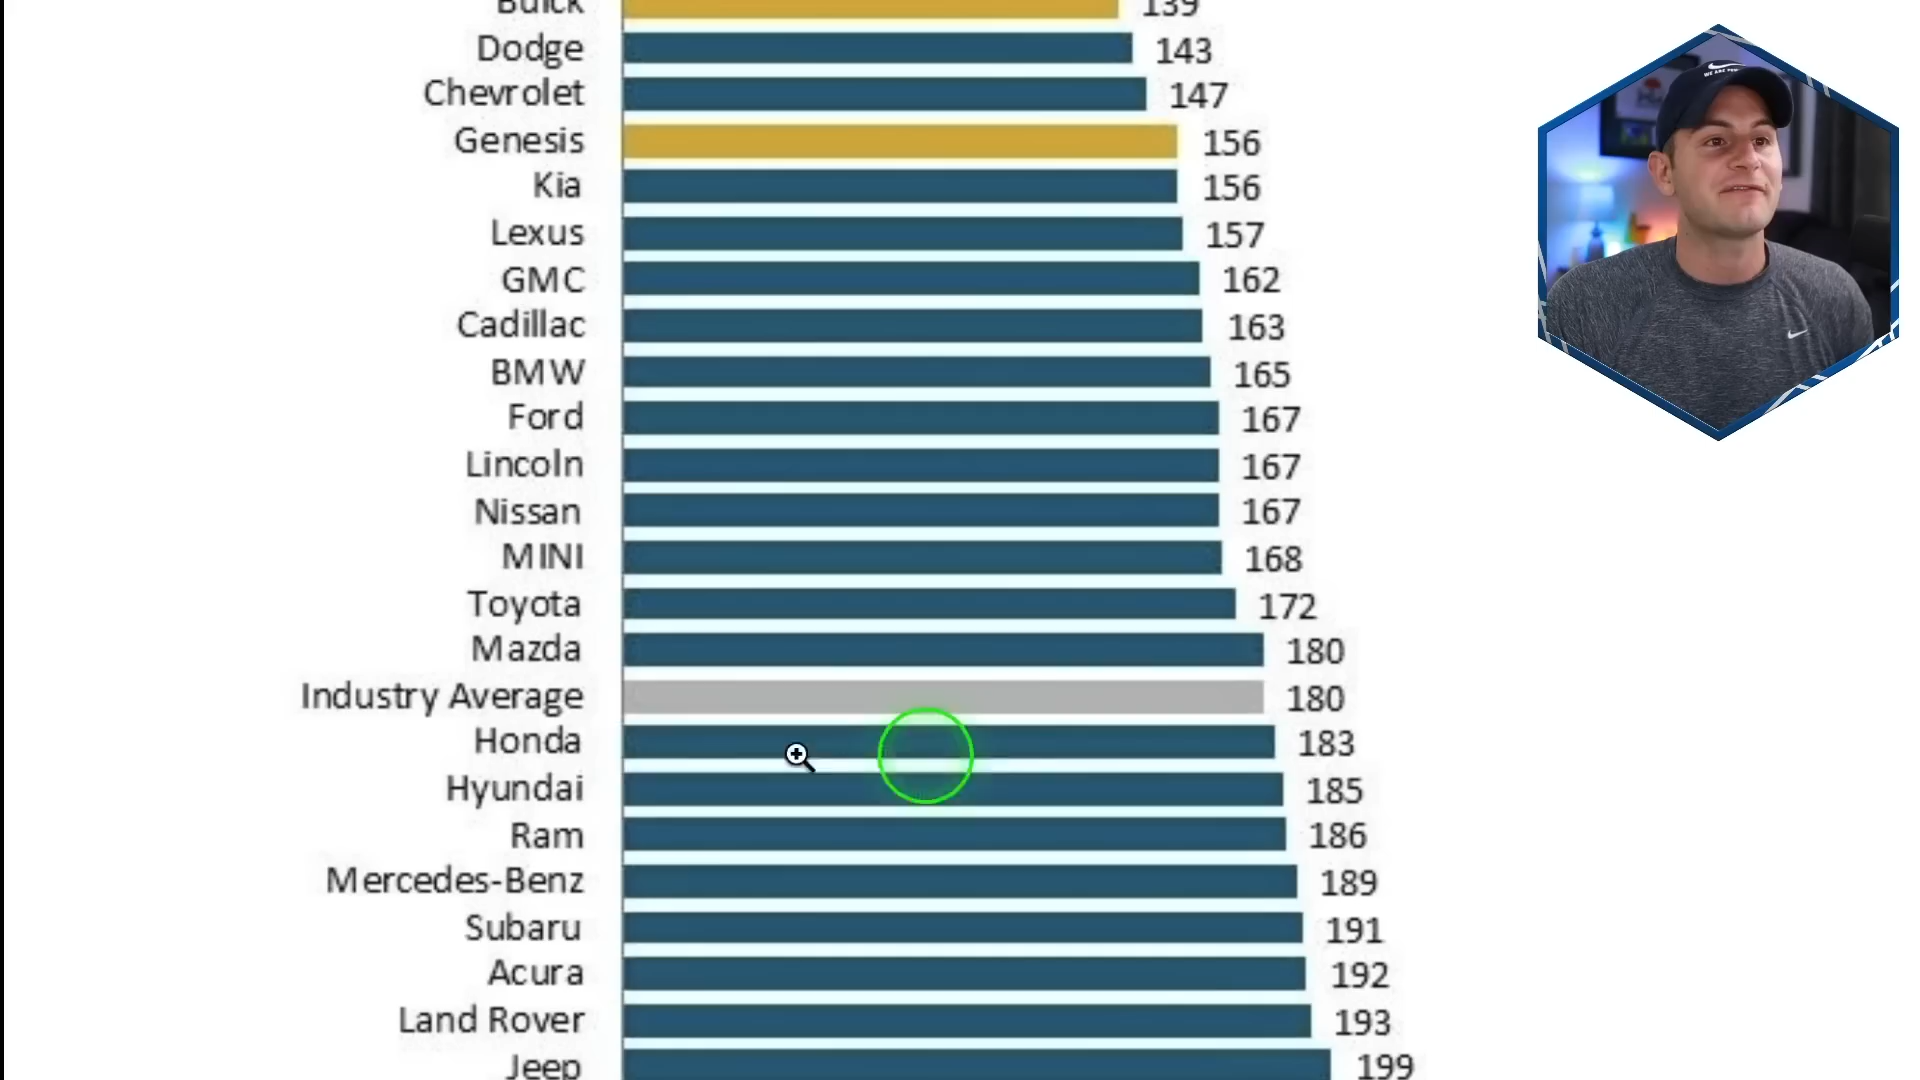 Buick 139
Dodge 143
Chevrolet 147
Genesis 156
Kia 156
Lexus 157
GMC 162
Cadillac 163
BMW 165
Ford 167
Lincoln 167
Nissan 167
MINI 168
Toyota 172
Mazda 180
Industry Average 180
Honda 183
Hyundai 185
Ram 186
Mercedes-Benz 189
Subaru 191
Acura 192
Land Rover 193
Jeep 199